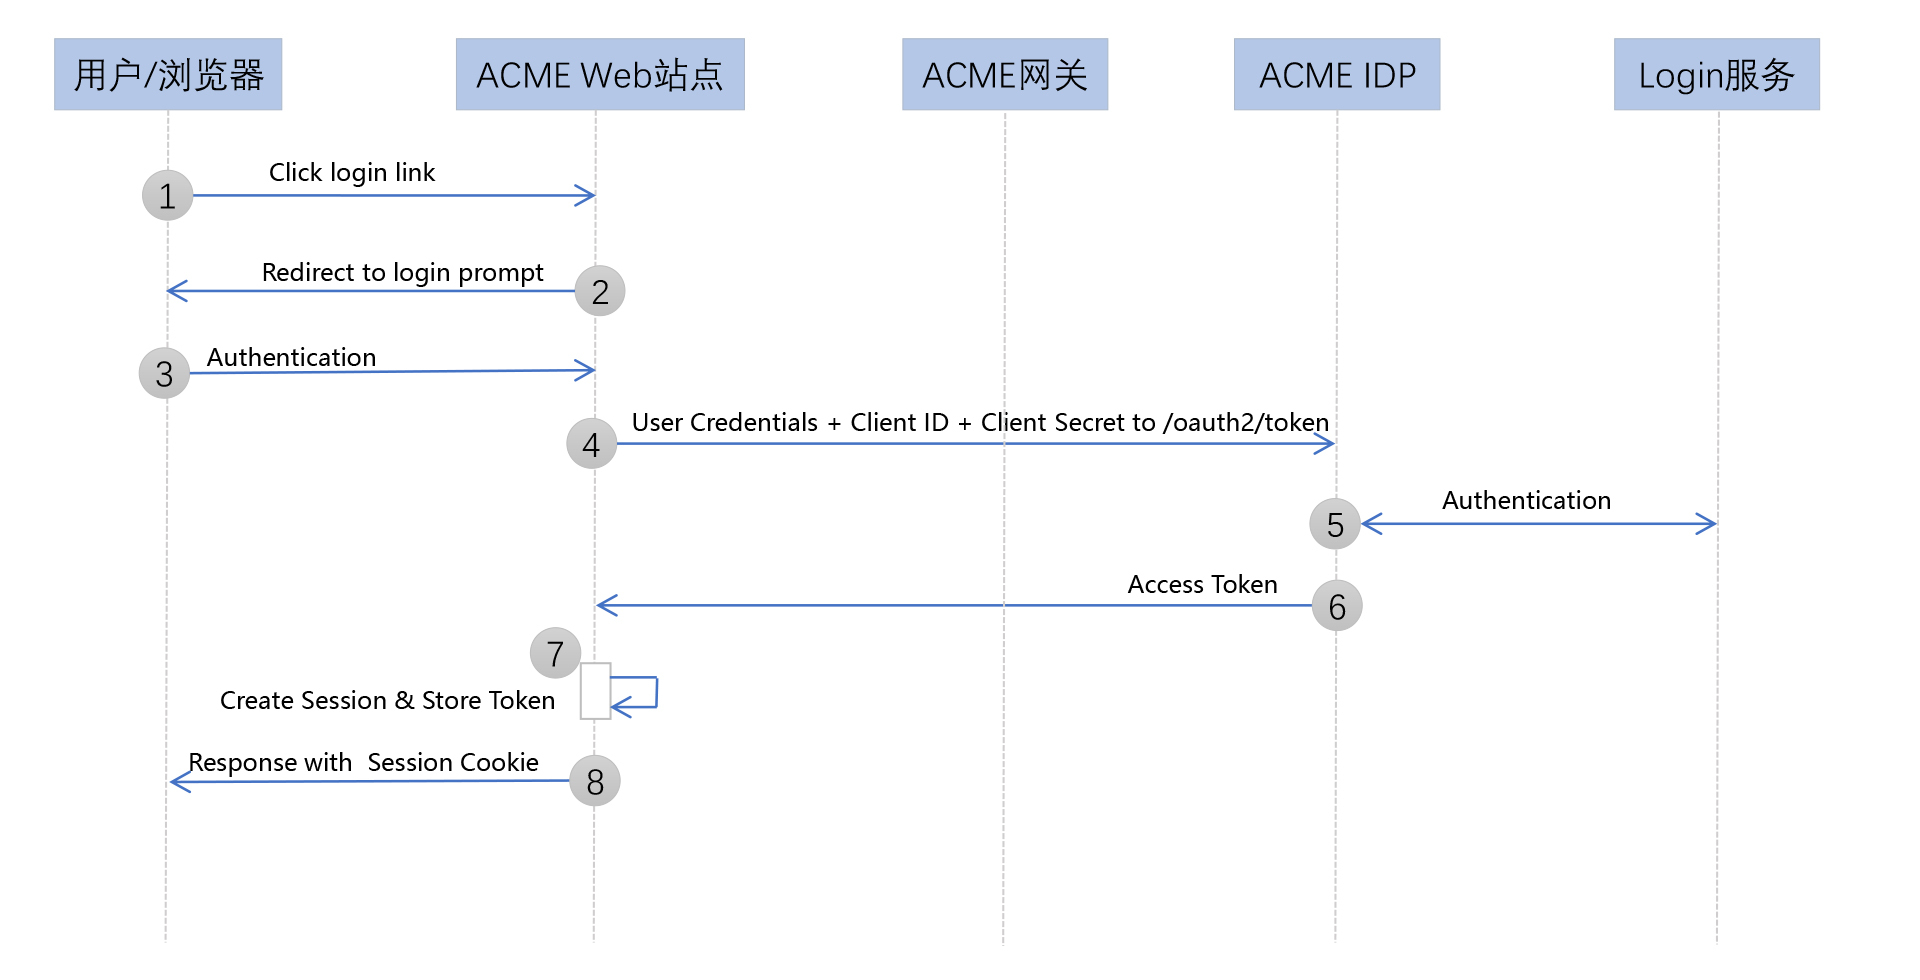 用户/浏览器
ACME Web站点
ACME网关
ACME IDP
Login服务
Click login link
1
Redirect to login prompt
2
3
Authentication
User Credentials + Client ID + Client Secret to /oauth2/token
4
Authentication
5
Access Token
6
7
Create Session & Store Token
Response with  Session Cookie
8